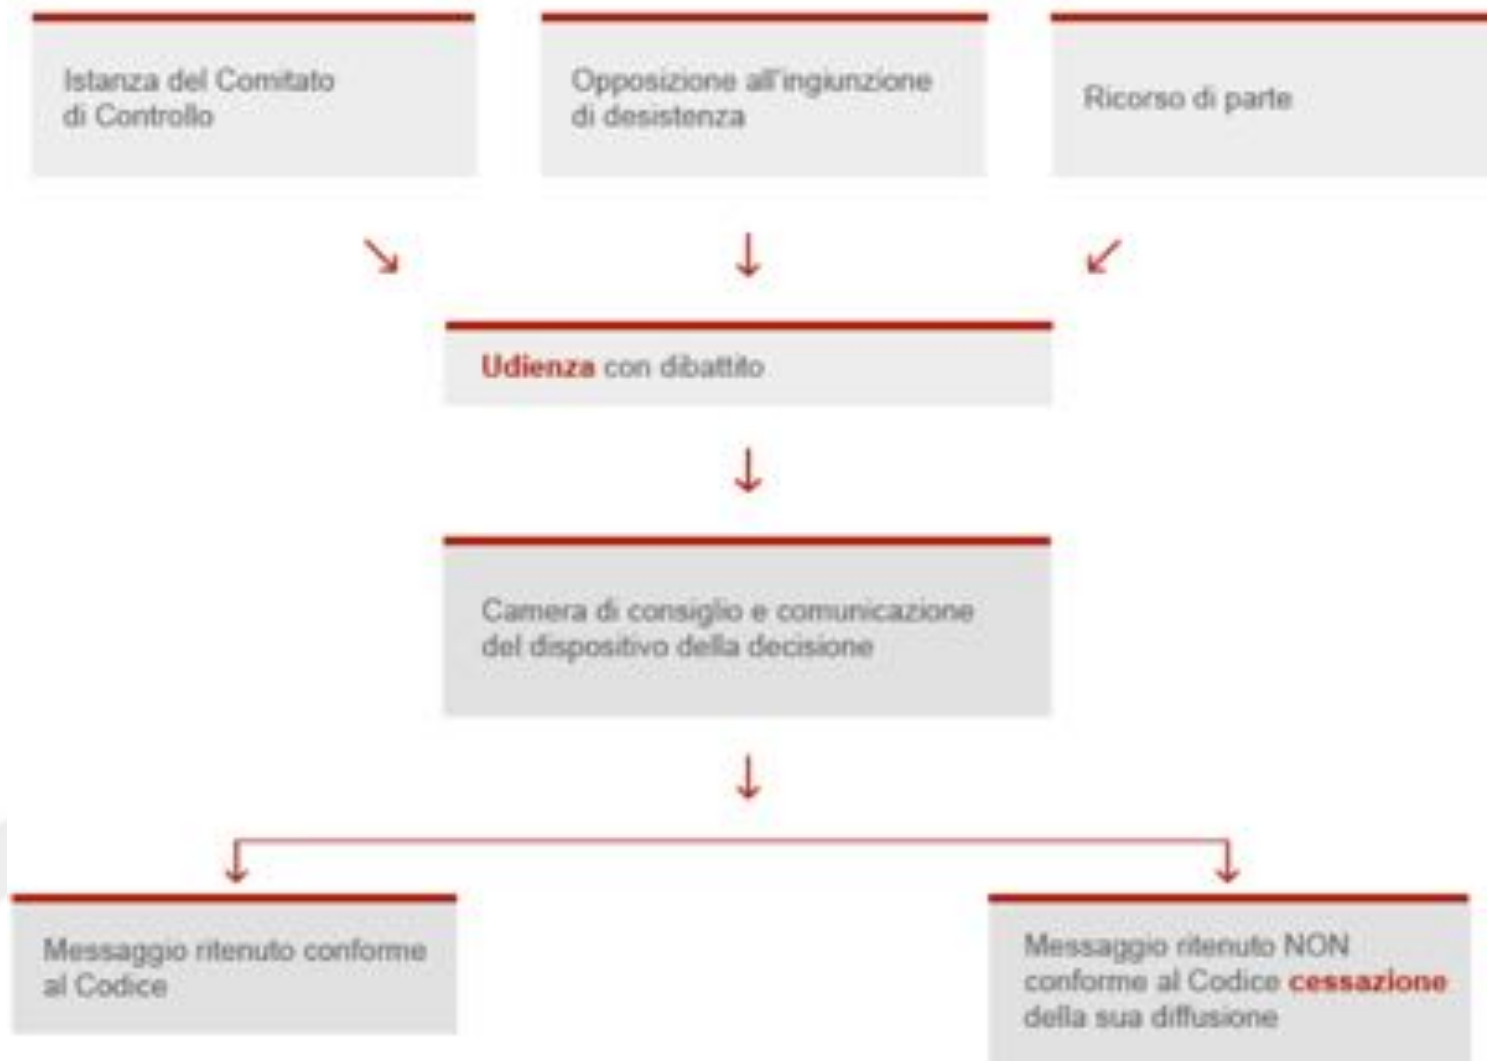 Istanza del Comitato
di Controllo
Opposizione all'ingiunzione
di desistenza
Ricorso di parte
Udienza con dibattito
Camera di consiglio e comunicazione
del dispositivo della decisione
Messaggio ritenuto conforme
al Codice
Messaggio ritenuto NON
conforme al Codice cessazione
della sua diffusione